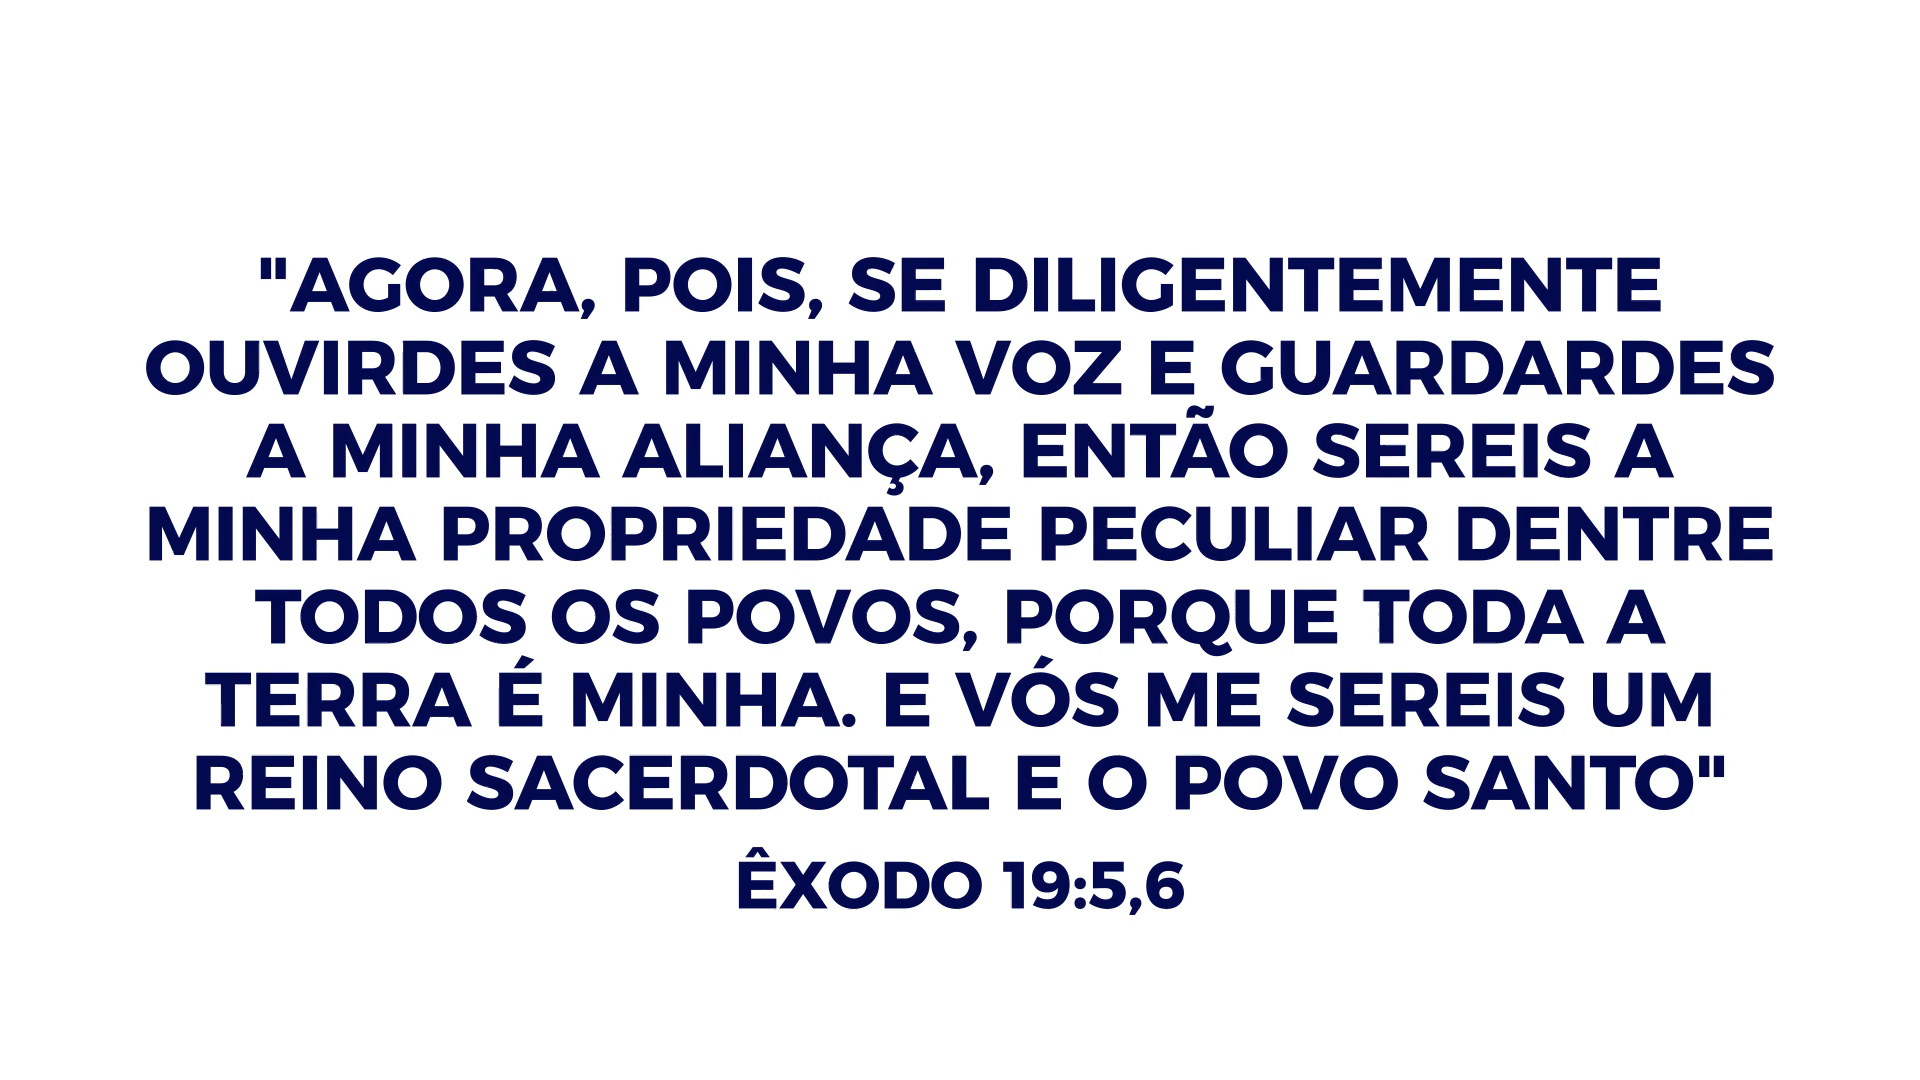 "AGORA, POIS, SE DILIGENTEMENTE
OUVIRDES A MINHA VOZ E GUARDARDES
A MINHA ALIANÇA, ENTÃO SEREIS A
MINHA PROPRIEDADE PECULIAR DENTRE
TODOS OS POVOS, PORQUE TODA A
TERRA É MINHA. E VÓS ME SEREIS UM
REINO SACERDOTAL E O POVO SANTO"
ÊXODO 19:5,6